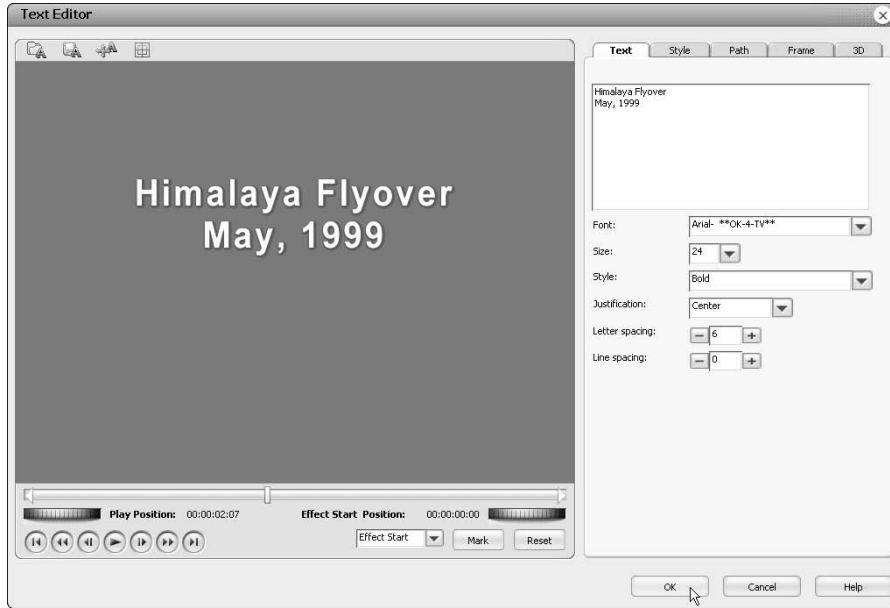 Text Editor
Text Style Path Frame 3D
Himalaya Flyover
May, 1999
Himalaya Flyover
May, 1999
Font: Arial- **OK-4-TV**
Size: 24
Style: Bold
Justification: Center
Letter spacing: 6
Line spacing: 0
Play Position: 00:00:02:07 Effect Start Position: 00:00:00:00
Effect Start Mark Reset
OK Cancel Help